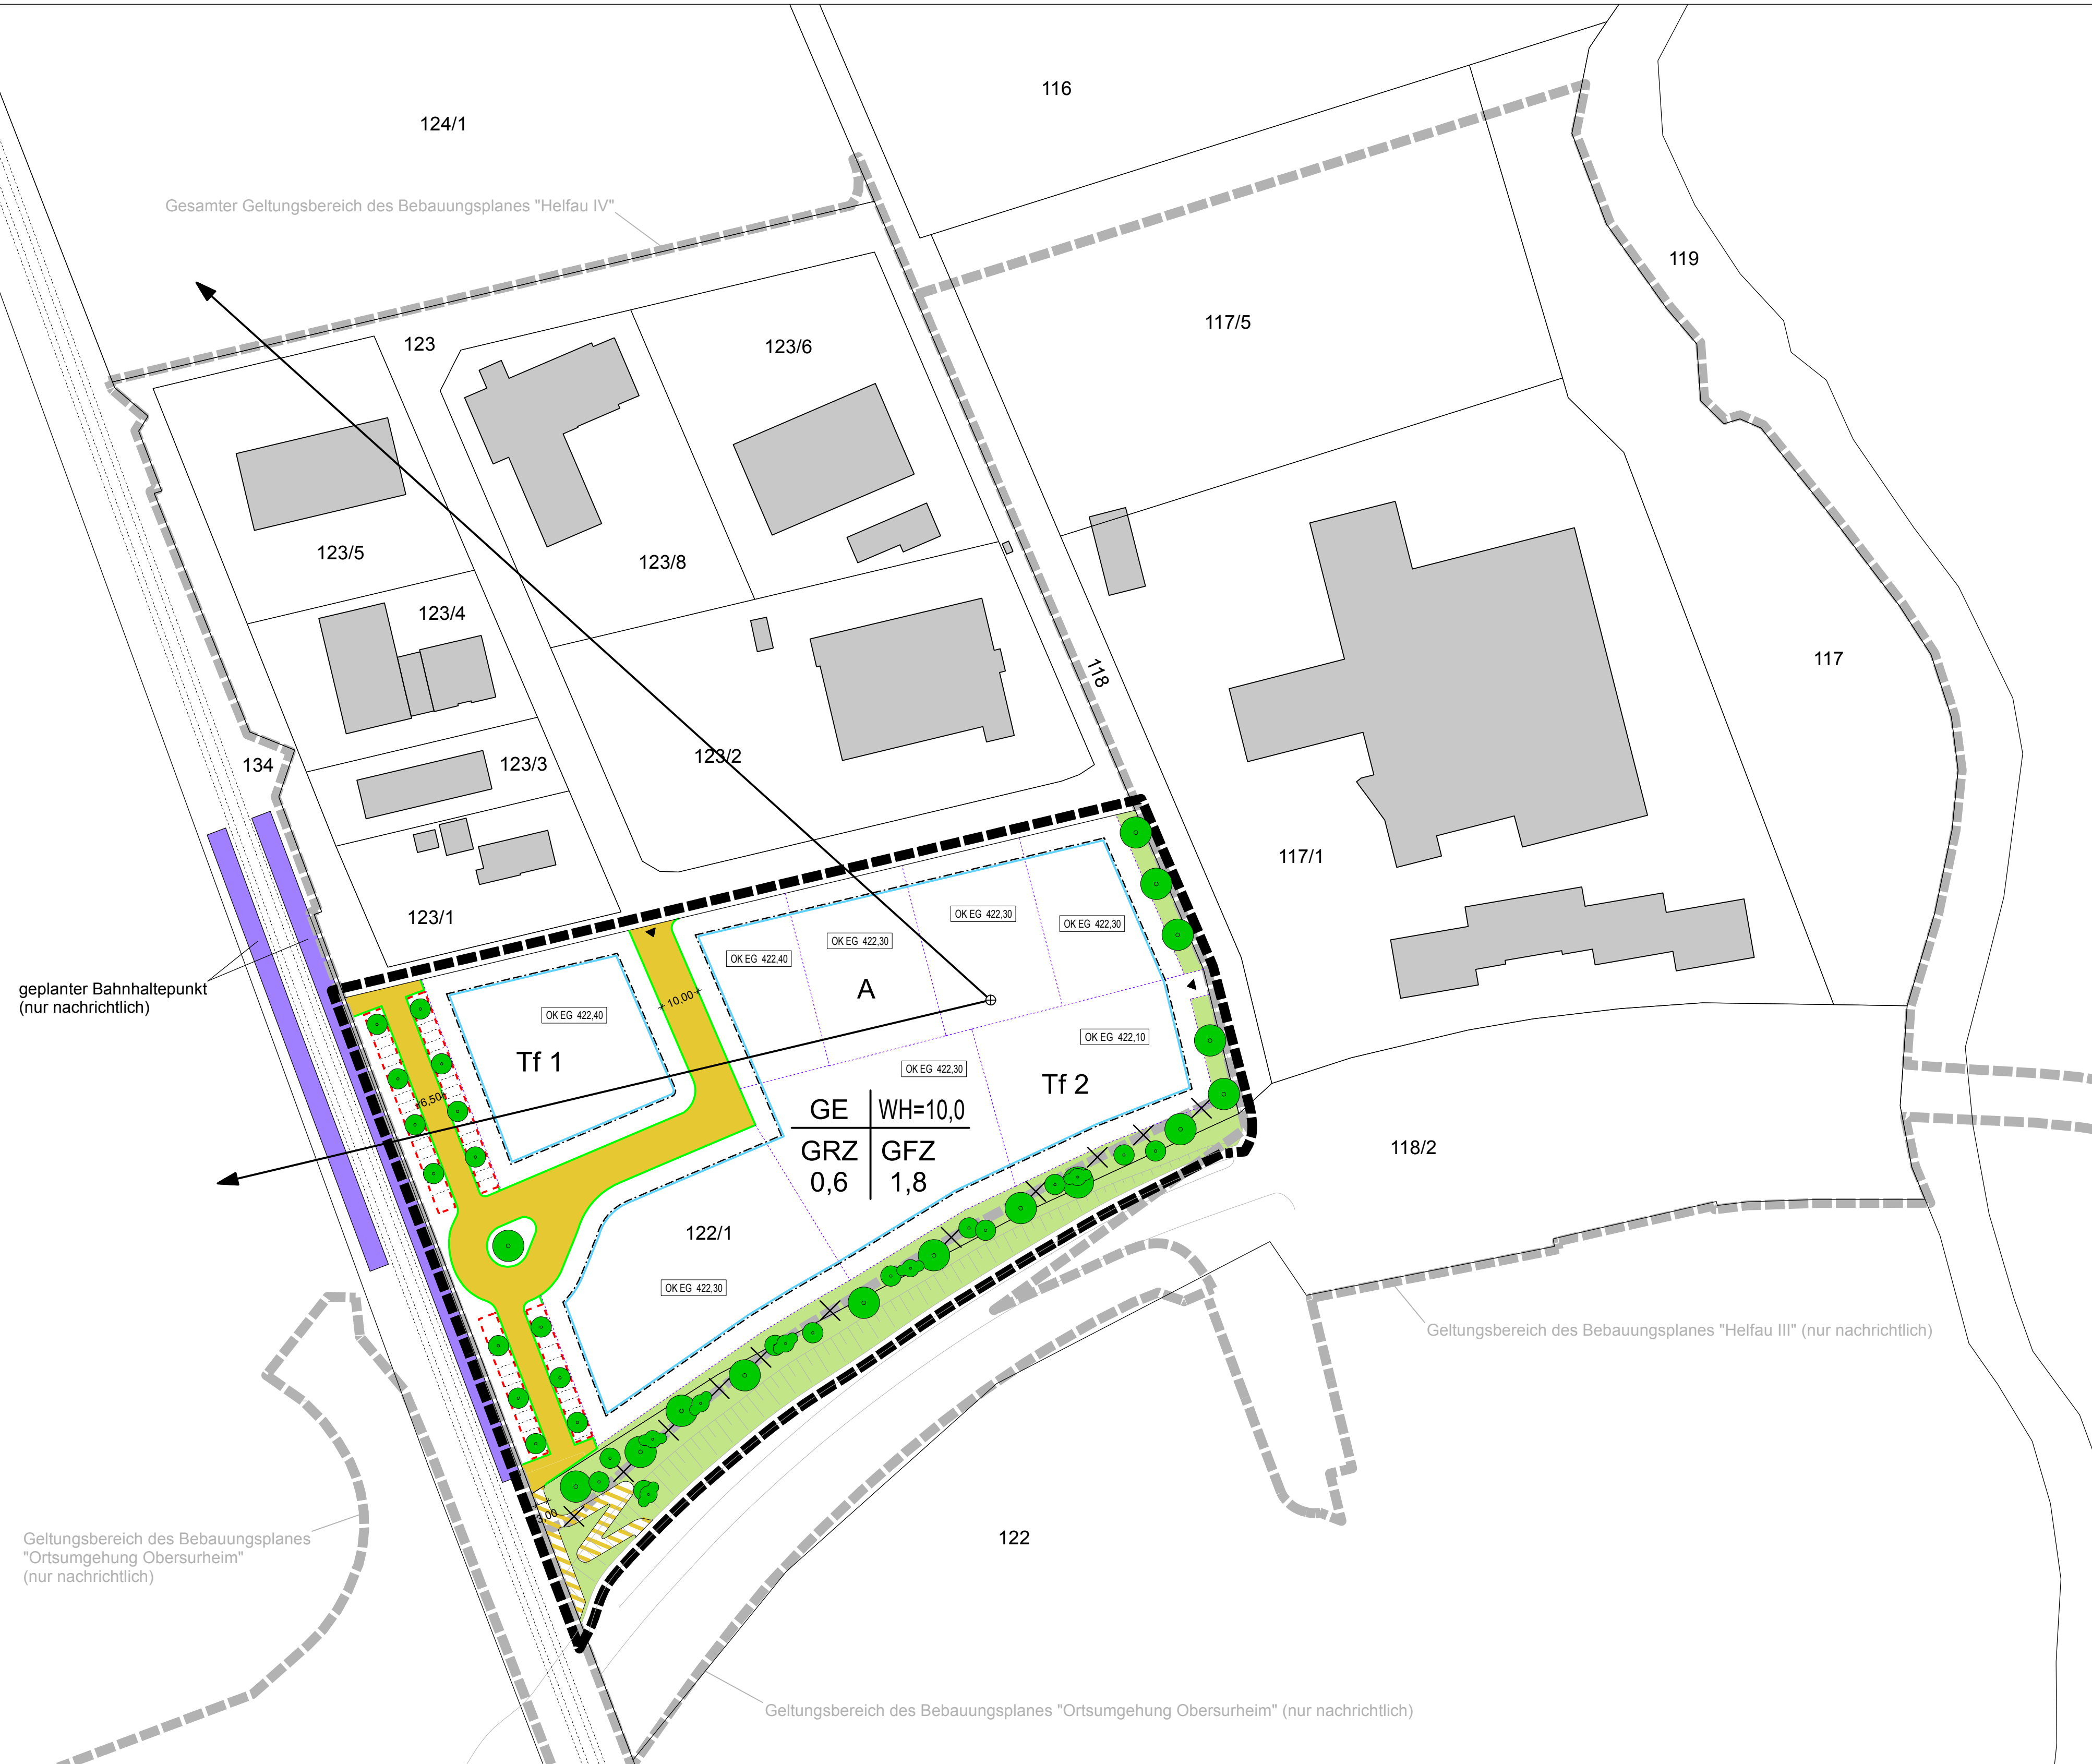 116
124/1
Gesamter Geltungsbereich des Bebauungsplanes "Helfau IV"
119
117/5
123
123/6
123/5
123/8
123/4
118
117
123/2
134
123/3
117/1
123/1
OK EG 422,30
OK EG 422,30
OK EG 422,30
OK EG 422,40
geplanter Bahnhaltepunkt
(nur nachrichtlich)
A
10,00
OK EG 422,40
Tf 1
OK EG 422,10
OK EG 422,30
Tf 2
6,50
GE WH=10,0
GRZ GFZ
0,6 1,8
118/2
122/1
OK EG 422,30
Geltungsbereich des Bebauungsplanes "Helfau III" (nur nachrichtlich)
3,00
Geltungsbereich des Bebauungsplanes
"Ortsumgehung Obersurheim"
(nur nachrichtlich)
122
Geltungsbereich des Bebauungsplanes "Ortsumgehung Obersurheim" (nur nachrichtlich)